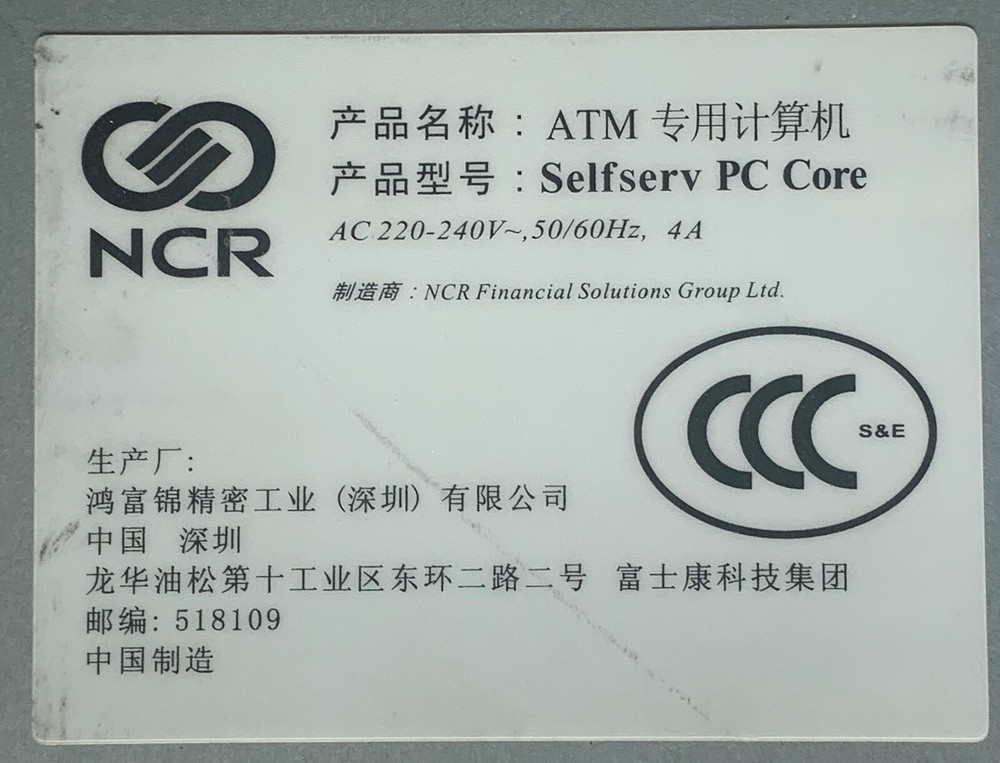 NCR
产品名称：ATM 专用计算机
产品型号：Selfserv PC Core
AC 220-240V~,50/60Hz, 4A
制造商：NCR Financial Solutions Group Ltd.
CCC S&E
生产厂:
鸿富锦精密工业 (深圳) 有限公司
中国 深圳
龙华油松第十工业区东环二路二号 富士康科技集团
邮编: 518109
中国制造